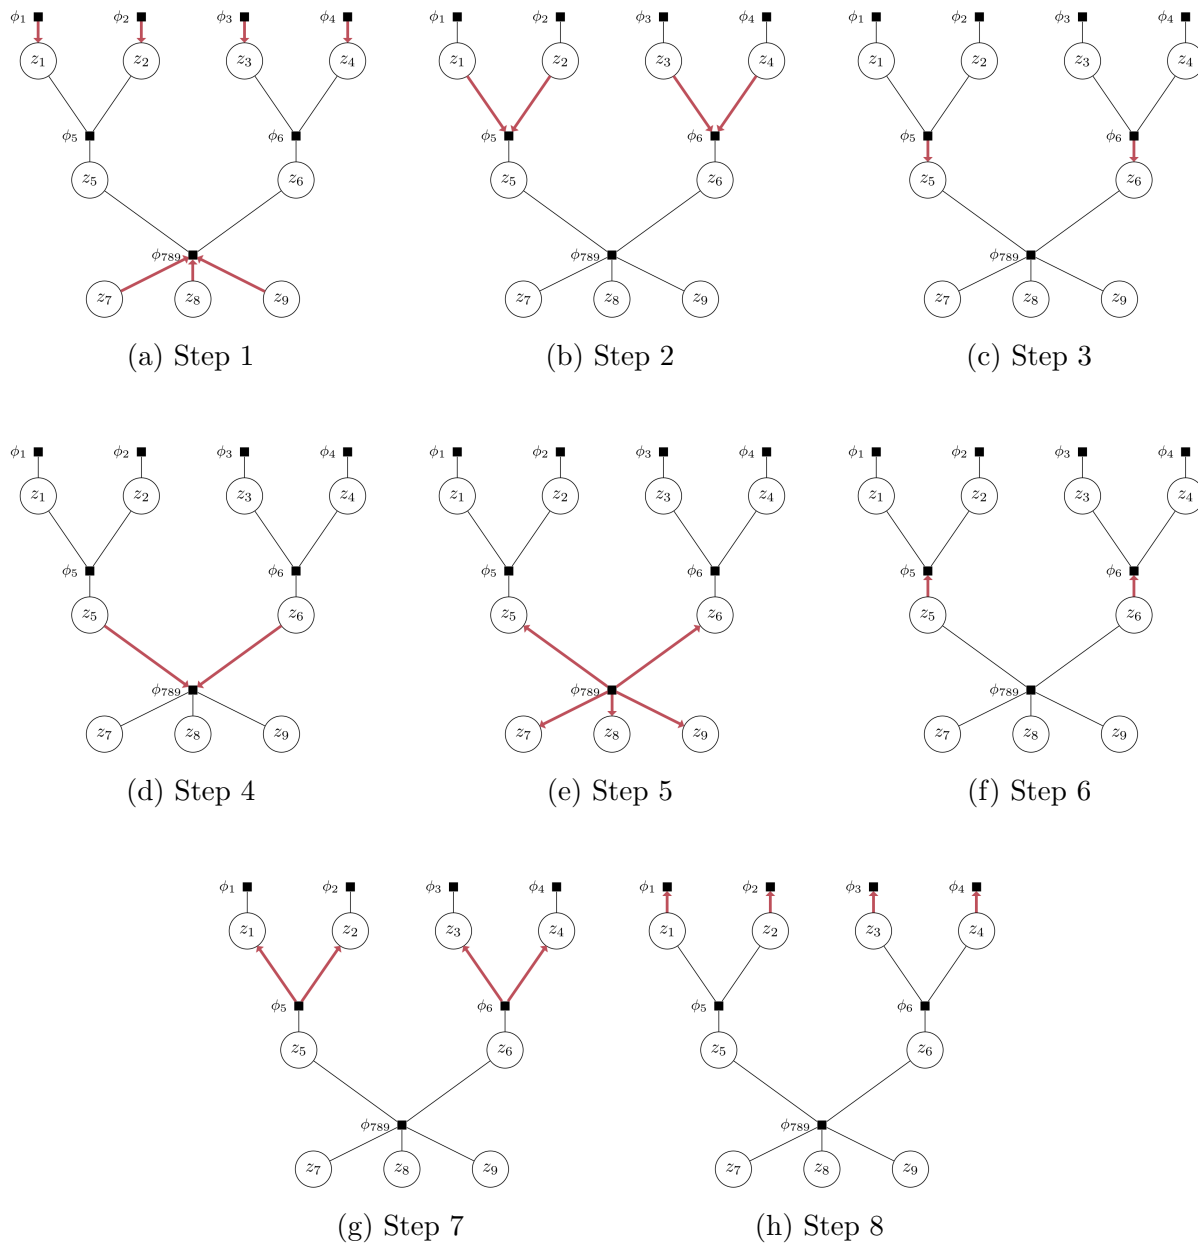 ϕ1 ϕ2 ϕ3 ϕ4 ϕ1 ϕ2 ϕ3 ϕ4 ϕ1 ϕ2 ϕ3 ϕ4
z1 z2 z3 z4 z1 z2 z3 z4 z1 z2 z3 z4
ϕ5 ϕ6 ϕ5 ϕ6 ϕ5 ϕ6
z5 z6 z5 z6 z5 z6
ϕ789 ϕ789 ϕ789
z7 z8 z9 z7 z8 z9 z7 z8 z9
(a) Step 1 (b) Step 2 (c) Step 3
ϕ1 ϕ2 ϕ3 ϕ4 ϕ1 ϕ2 ϕ3 ϕ4 ϕ1 ϕ2 ϕ3 ϕ4
z1 z2 z3 z4 z1 z2 z3 z4 z1 z2 z3 z4
ϕ5 ϕ6 ϕ5 ϕ6 ϕ5 ϕ6
z5 z6 z5 z6 z5 z6
ϕ789 ϕ789 ϕ789
z7 z8 z9 z7 z8 z9 z7 z8 z9
(d) Step 4 (e) Step 5 (f) Step 6
ϕ1 ϕ2 ϕ3 ϕ4 ϕ1 ϕ2 ϕ3 ϕ4
z1 z2 z3 z4 z1 z2 z3 z4
ϕ5 ϕ6 ϕ5 ϕ6
z5 z6 z5 z6
ϕ789 ϕ789
z7 z8 z9 z7 z8 z9
(g) Step 7 (h) Step 8